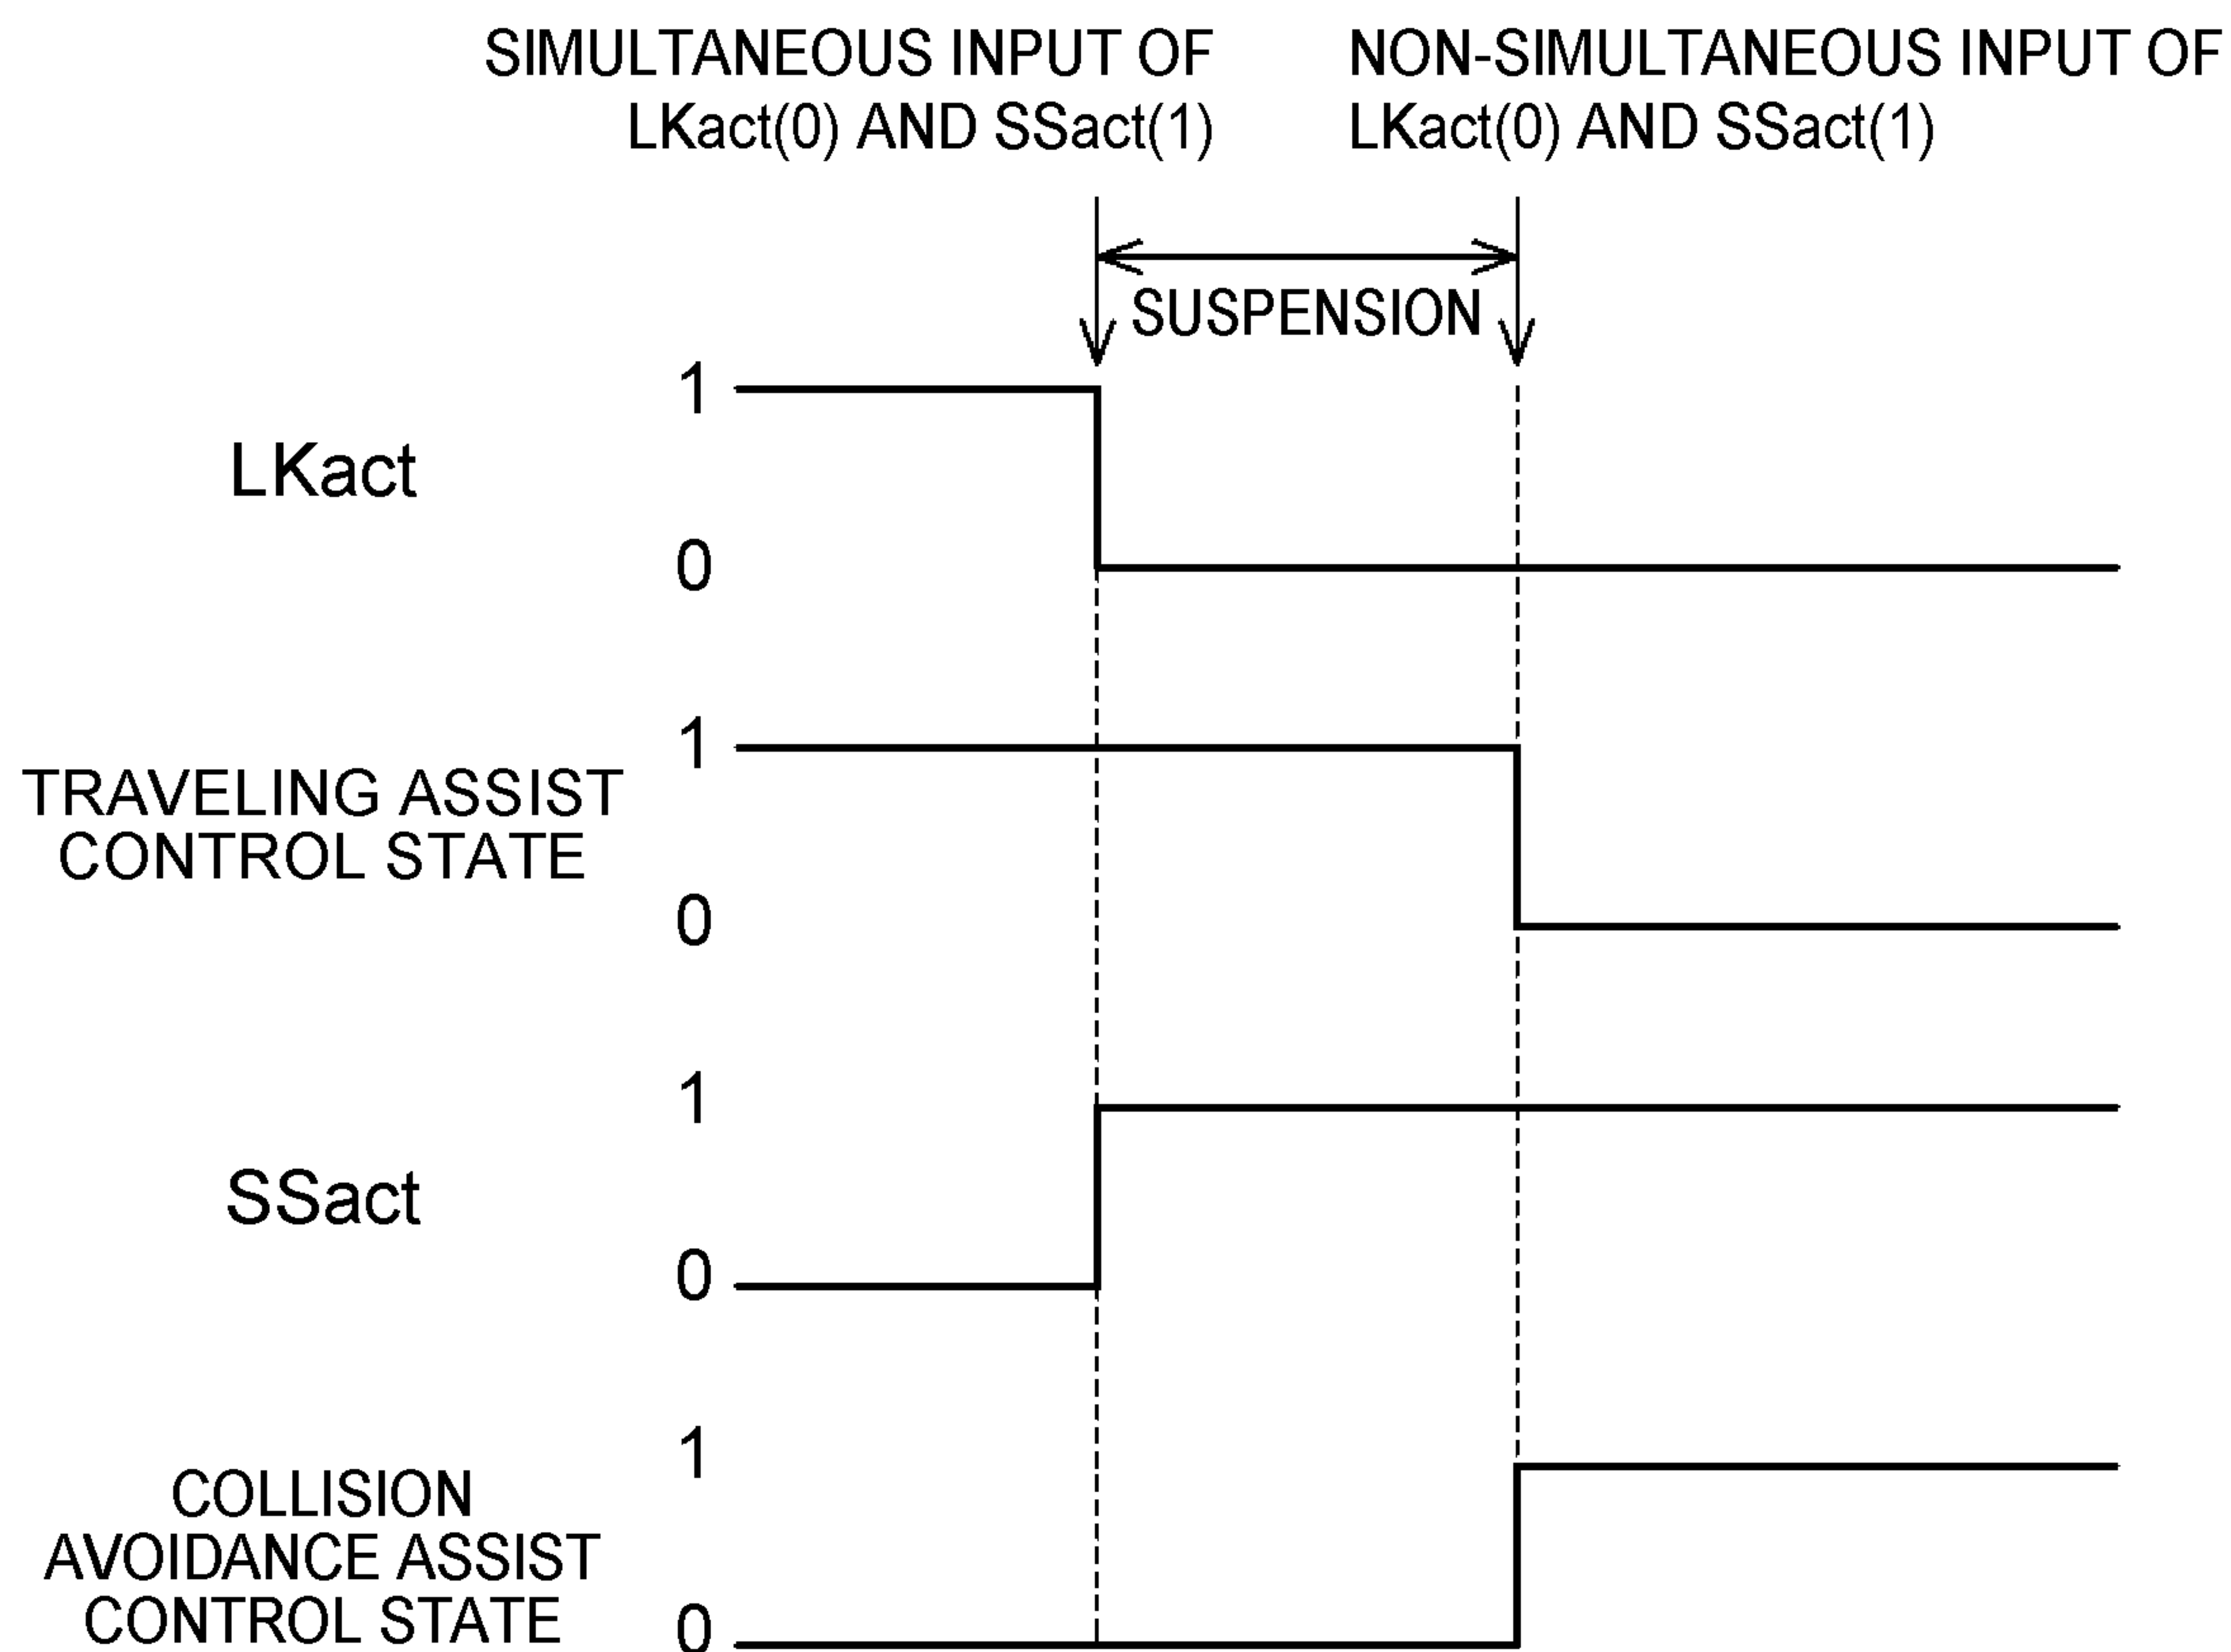 SIMULTANEOUS INPUT OF
LKact(0) AND SSact(1)
NON-SIMULTANEOUS INPUT OF
LKact(0) AND SSact(1)
SUSPENSION
1
LKact
0
1
TRAVELING ASSIST
CONTROL STATE
0
1
SSact
0
1
COLLISION
AVOIDANCE ASSIST
CONTROL STATE
0